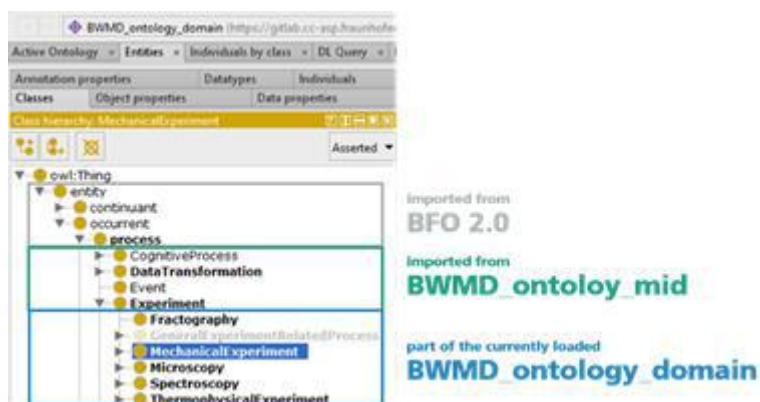 BWMD_ontology_domain (https://gitlab.cc-asp.fraunhofe
Active Ontology × Entities × Individuals by class × DL Query ×
Annotation properties Datatypes Individuals
Classes Object properties Data properties
Class hierarchy: MechanicalExperiment
Asserted
owl:Thing
entity
continuant
occurrent
process
CognitiveProcess
DataTransformation
Event
Experiment
Fractography
GeneralExperimentRelatedProcess
MechanicalExperiment
Microscopy
Spectroscopy
ThermophysicalExperiment
imported from
BFO 2.0
imported from
BWMD_ontoloy_mid
part of the currently loaded
BWMD_ontology_domain